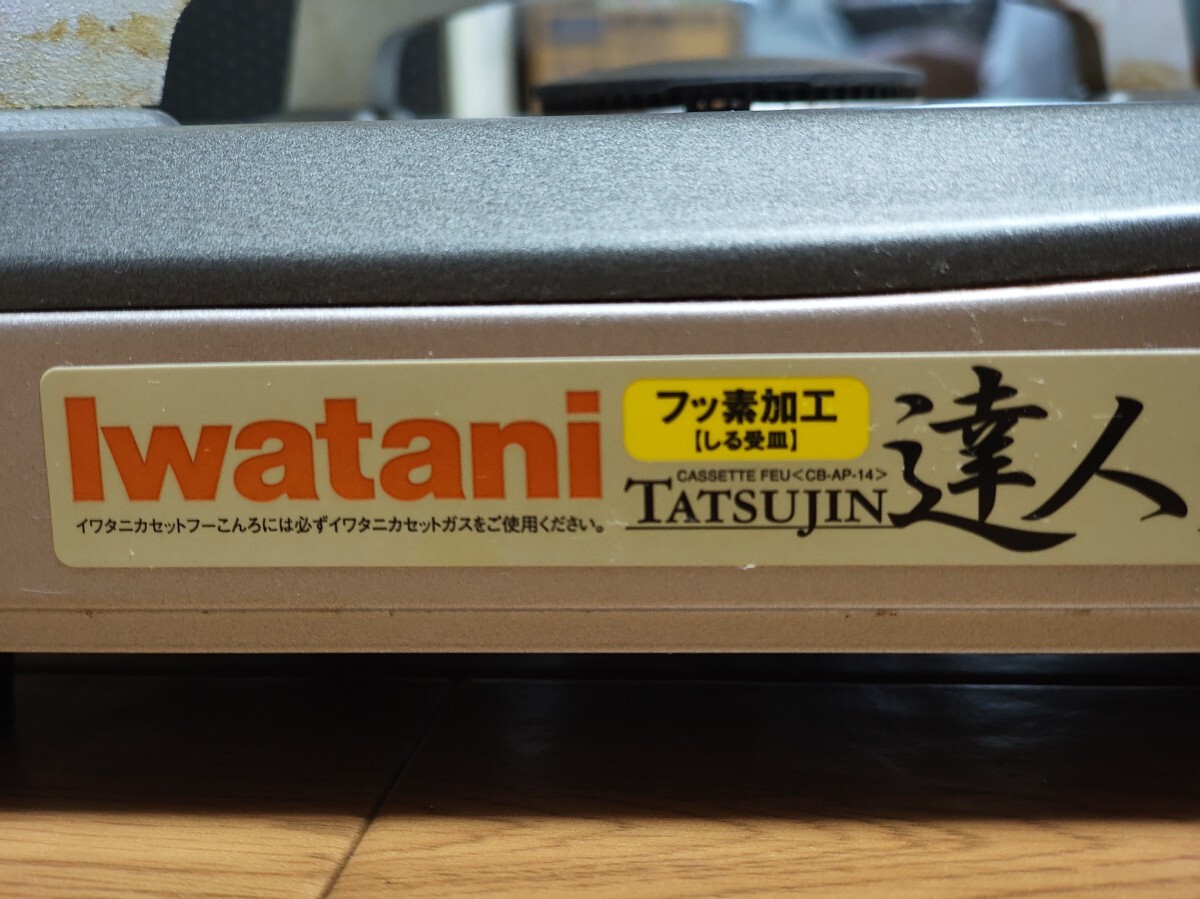 Iwatani
イワタニカセットフーこんろには必ずイワタニカセットガスをご使用ください。
フッ素加工
【しる受皿】
CASSETTE FEU<CB-AP-14>
TATSUJIN 達人